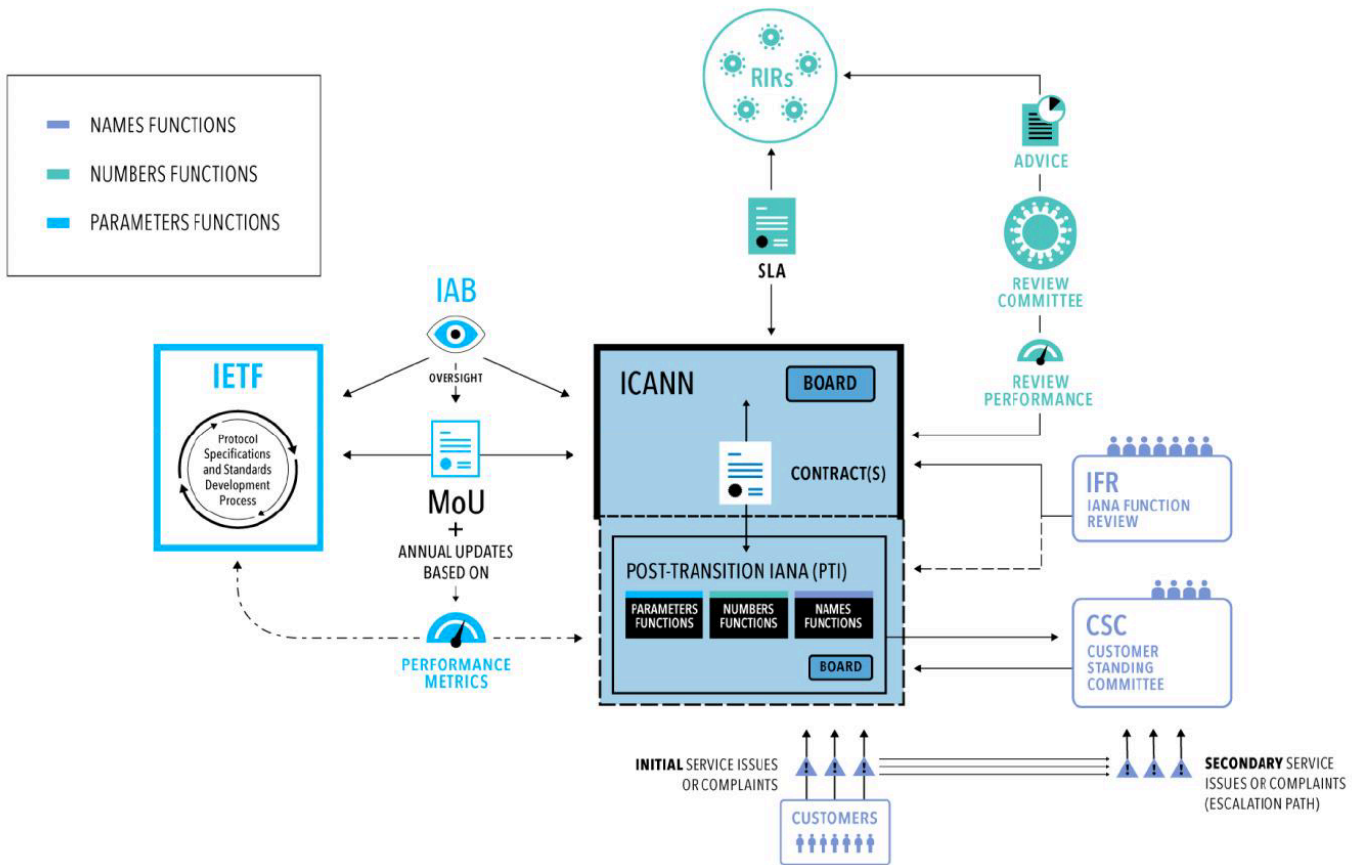 NAMES FUNCTIONS
NUMBERS FUNCTIONS
PARAMETERS FUNCTIONS
RIRs
ADVICE
SLA
REVIEW
COMMITTEE
REVIEW
PERFORMANCE
IAB
OVERSIGHT
IETF
Protocol
Specifications
and Standards
Development
Process
MoU
+
ANNUAL UPDATES
BASED ON
PERFORMANCE
METRICS
ICANN
BOARD
CONTRACT(S)
POST-TRANSITION IANA (PTI)
PARAMETERS
FUNCTIONS
NUMBERS
FUNCTIONS
NAMES
FUNCTIONS
BOARD
IFR
IANA FUNCTION
REVIEW
CSC
CUSTOMER
STANDING
COMMITTEE
INITIAL SERVICE ISSUES
OR COMPLAINTS
! ! !
CUSTOMERS
! ! !
SECONDARY SERVICE
ISSUES OR COMPLAINTS
(ESCALATION PATH)